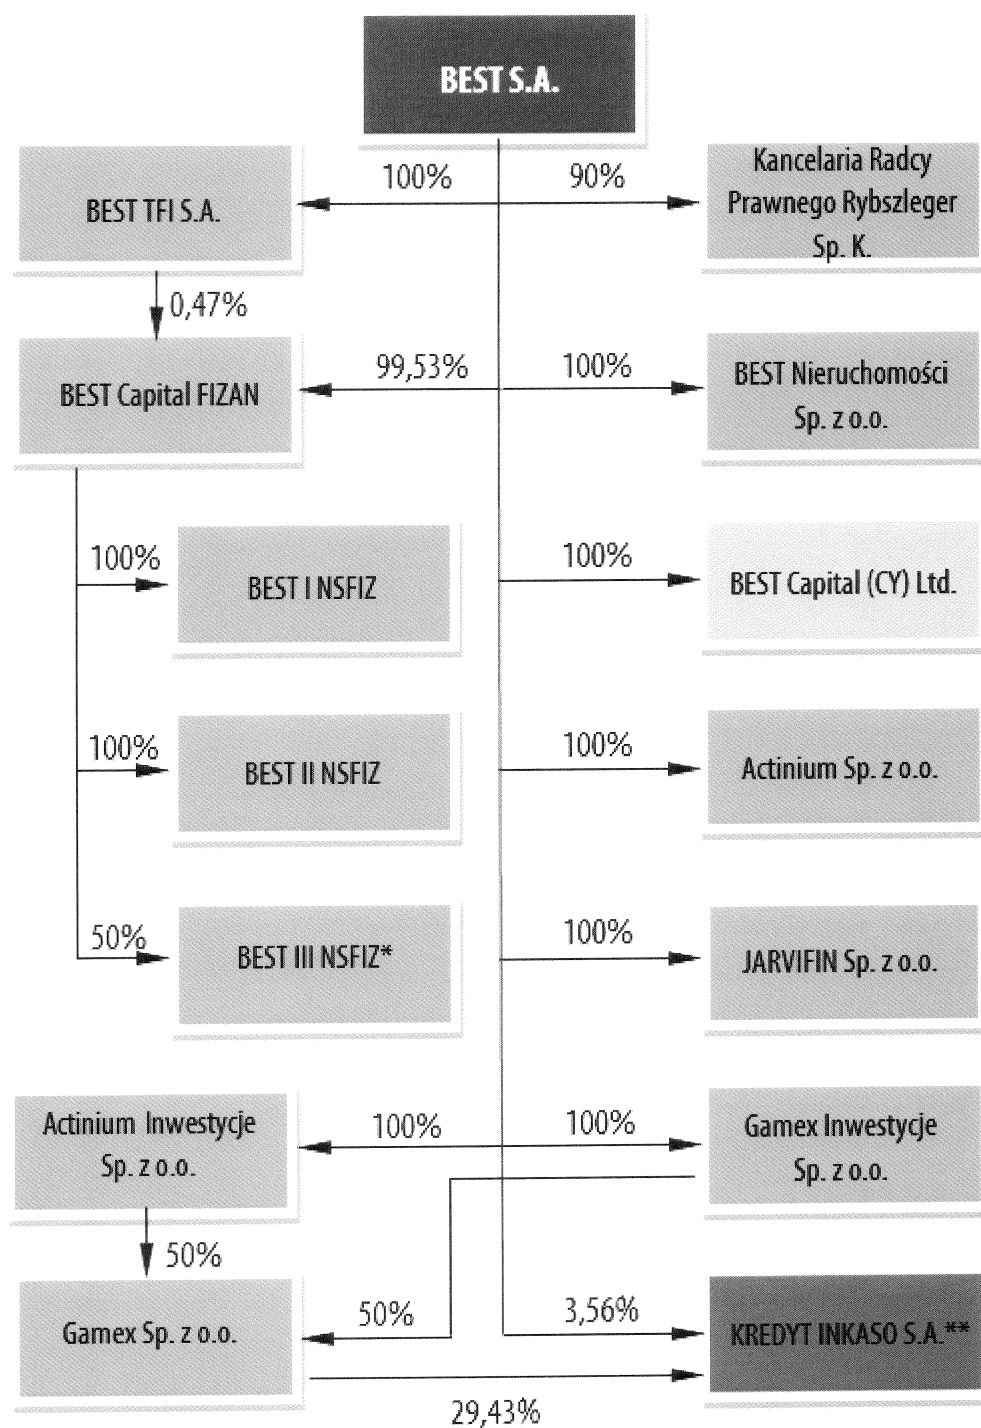 BEST S.A.
100%
90%
BEST TFI S.A.
Kancelaria Radcy
Prawnego Rybszleger
Sp. K.
0,47%
BEST Capital FIZAN
99,53%
100%
BEST Nieruchomości
Sp. z o.o.
100%
BEST I NSFIZ
100%
BEST Capital (CY) Ltd.
100%
BEST II NSFIZ
100%
Actinium Sp. z o.o.
50%
BEST III NSFIZ*
100%
JARVIFIN Sp. z o.o.
Actinium Inwestycje
Sp. z o.o.
100%
100%
Gamex Inwestycje
Sp. z o.o.
50%
Gamex Sp. z o.o.
50%
3,56%
KREDYT INKASO S.A.**
29,43%